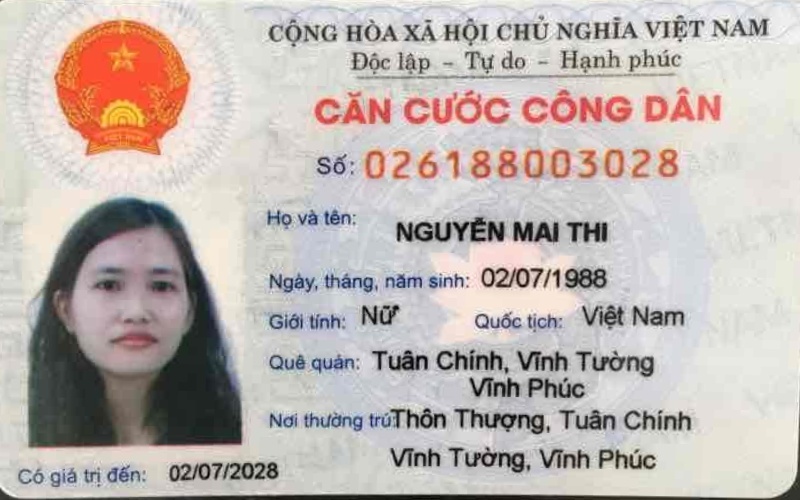 CỘNG HÒA XÃ HỘI CHỦ NGHĨA VIỆT NAM
Độc lập - Tự do - Hạnh phúc
CĂN CƯỚC CÔNG DÂN
Số: 026188003028
Họ và tên: NGUYỄN MAI THI
Ngày, tháng, năm sinh: 02/07/1988
Giới tính: Nữ Quốc tịch: Việt Nam
Quê quán: Tuân Chính, Vĩnh Tường
Vĩnh Phúc
Nơi thường trú: Thôn Thượng, Tuân Chính
Vĩnh Tường, Vĩnh Phúc
Có giá trị đến: 02/07/2028